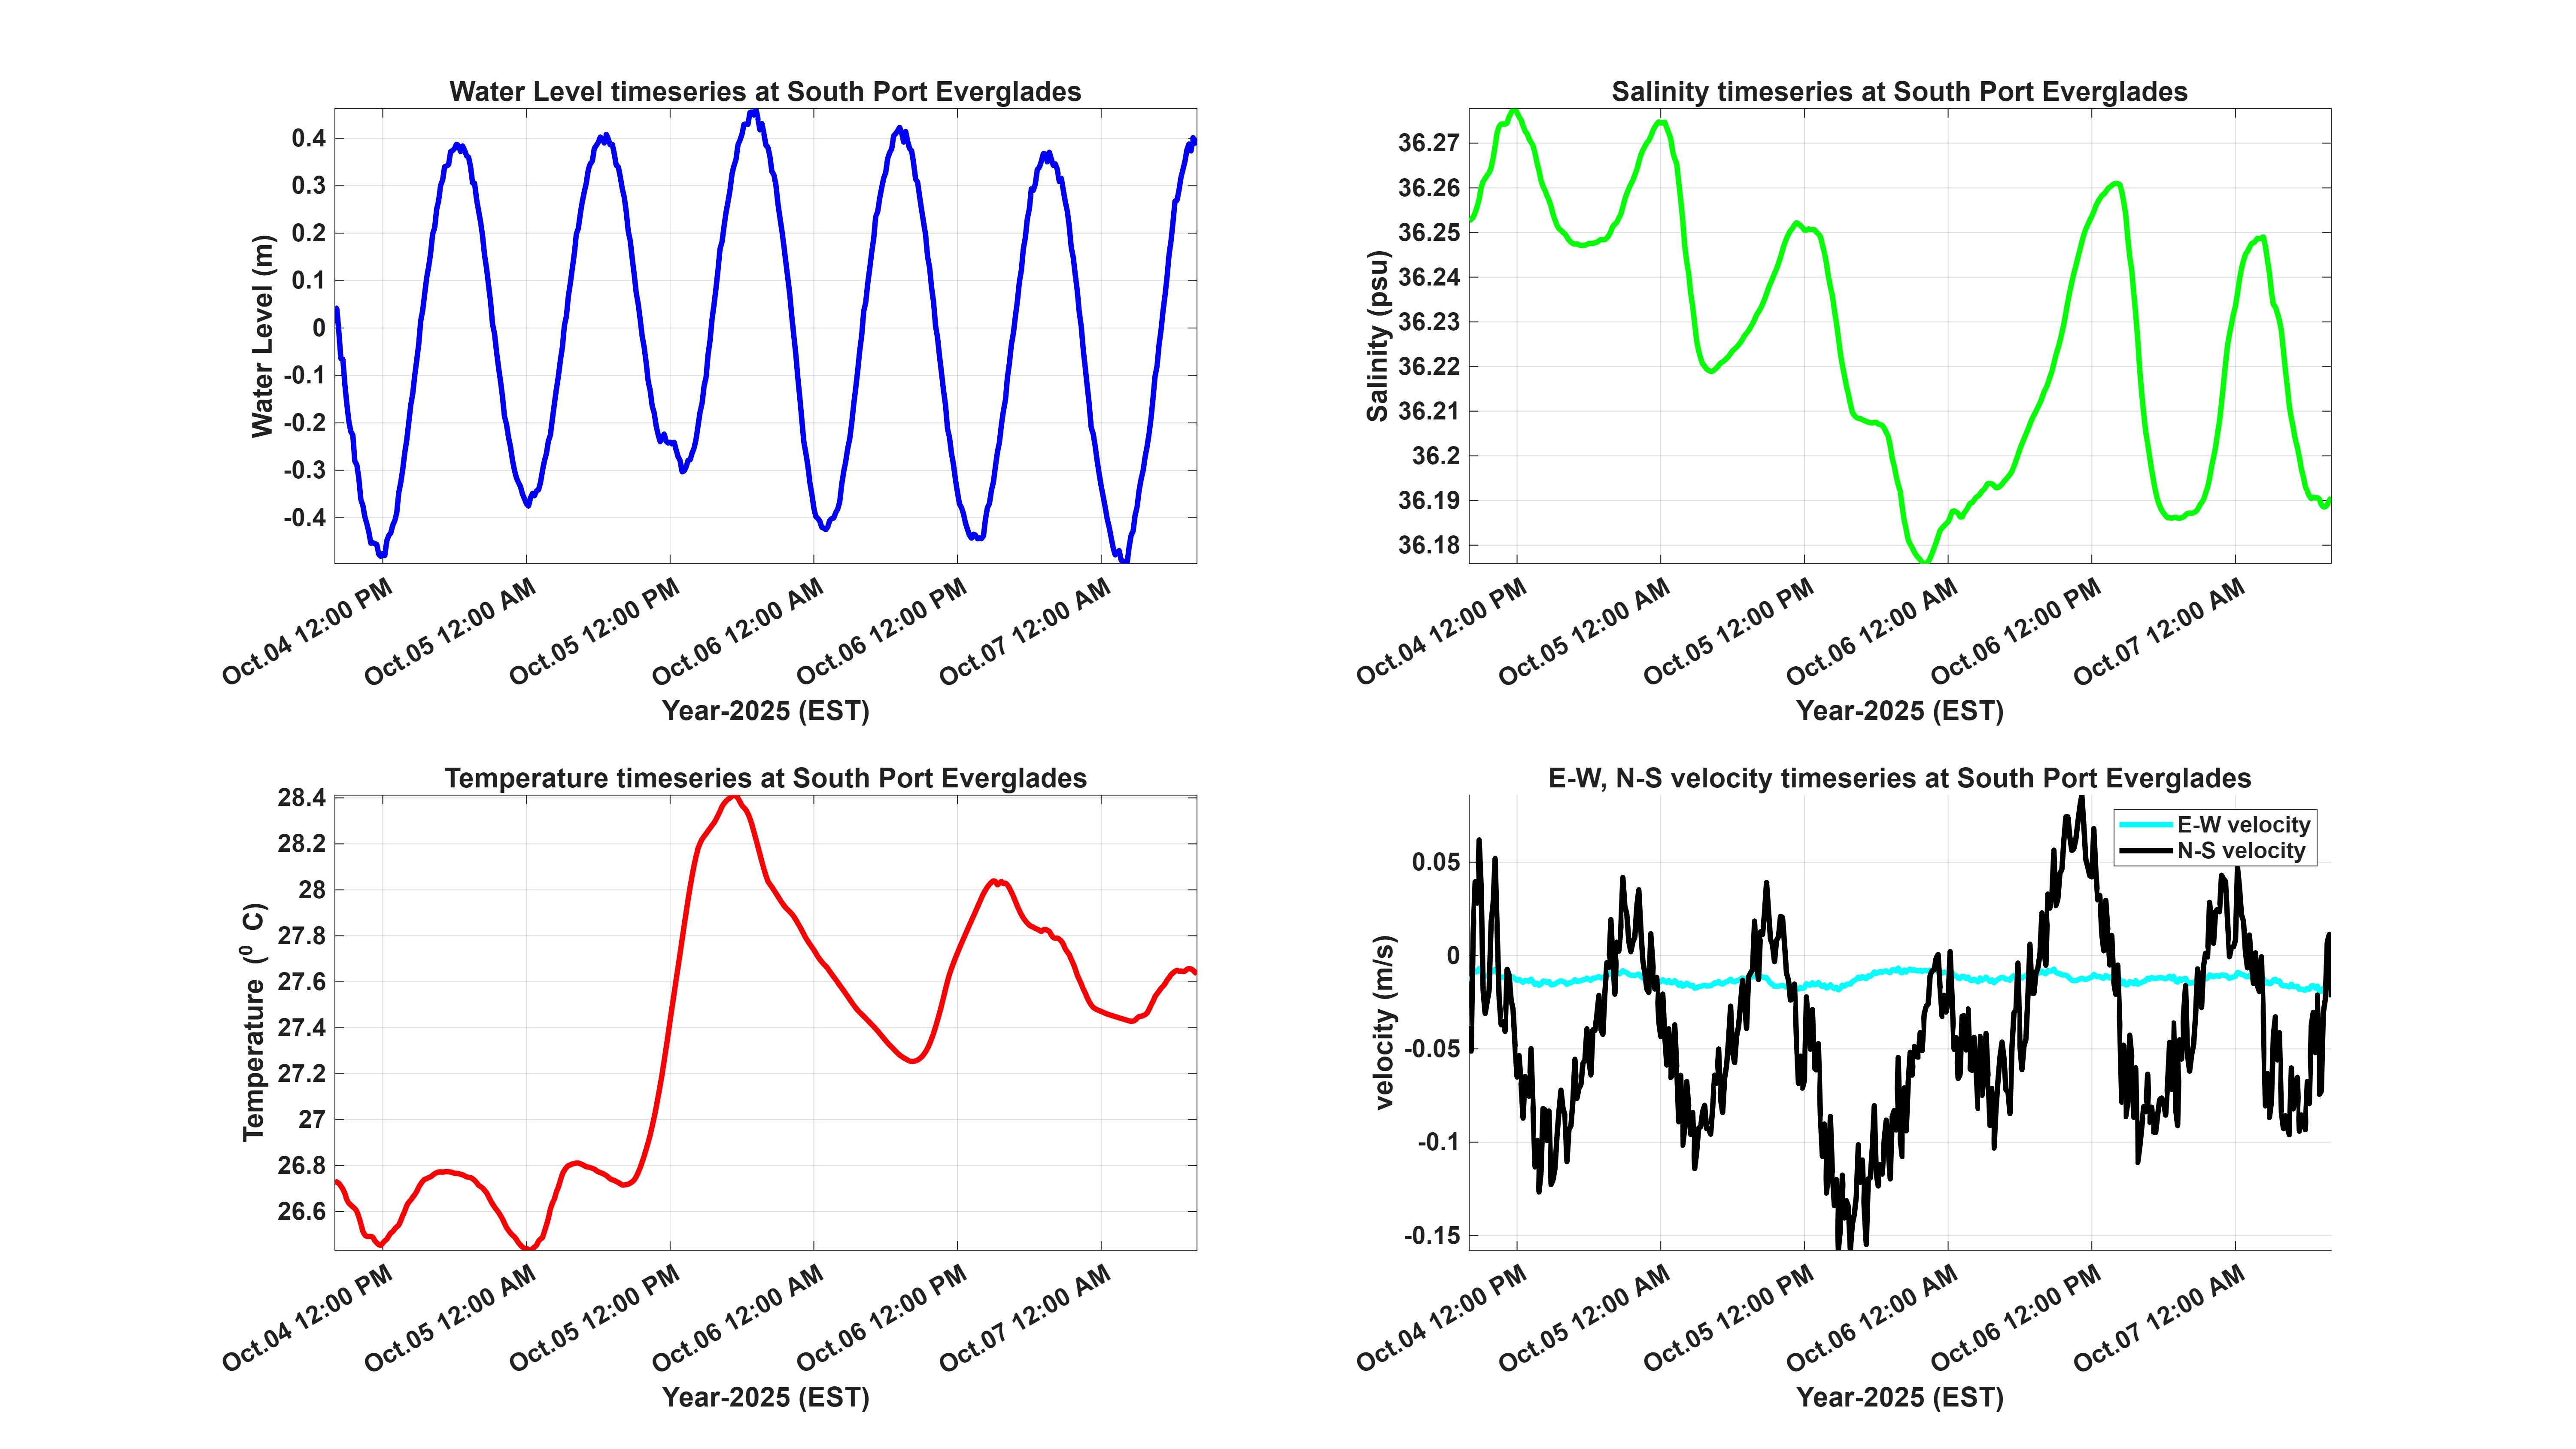 Water Level timeseries at South Port Everglades
Water Level (m)
0.4
0.3
0.2
0.1
0
-0.1
-0.2
-0.3
-0.4
Oct.04 12:00 PM
Oct.05 12:00 AM
Oct.05 12:00 PM
Oct.06 12:00 AM
Oct.06 12:00 PM
Oct.07 12:00 AM
Year-2025 (EST)
Salinity timeseries at South Port Everglades
Salinity (psu)
36.27
36.26
36.25
36.24
36.23
36.22
36.21
36.2
36.19
36.18
Oct.04 12:00 PM
Oct.05 12:00 AM
Oct.05 12:00 PM
Oct.06 12:00 AM
Oct.06 12:00 PM
Oct.07 12:00 AM
Year-2025 (EST)
Temperature timeseries at South Port Everglades
Temperature (⁰ C)
28.4
28.2
28
27.8
27.6
27.4
27.2
27
26.8
26.6
Oct.04 12:00 PM
Oct.05 12:00 AM
Oct.05 12:00 PM
Oct.06 12:00 AM
Oct.06 12:00 PM
Oct.07 12:00 AM
Year-2025 (EST)
E-W, N-S velocity timeseries at South Port Everglades
velocity (m/s)
0.05
0
-0.05
-0.1
-0.15
E-W velocity
N-S velocity
Oct.04 12:00 PM
Oct.05 12:00 AM
Oct.05 12:00 PM
Oct.06 12:00 AM
Oct.06 12:00 PM
Oct.07 12:00 AM
Year-2025 (EST)